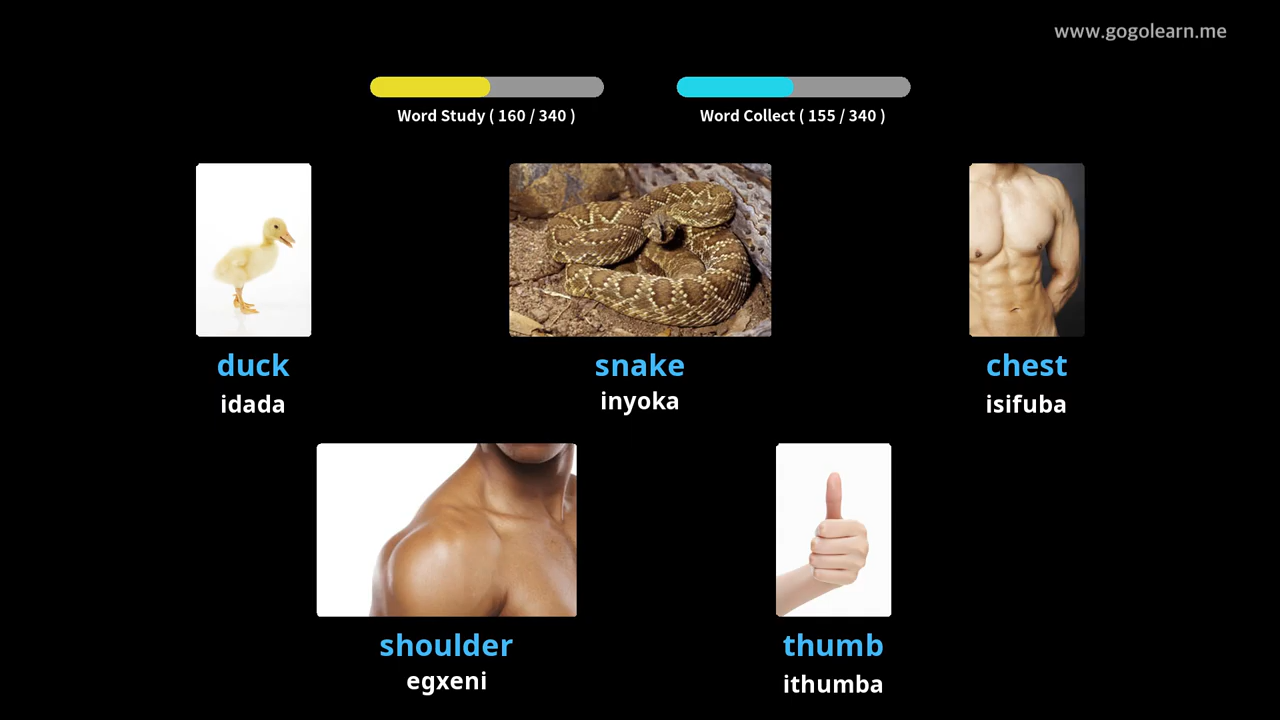 www.gogolearn.me
Word Study ( 160 / 340 )
Word Collect ( 155 / 340 )
duck
idada
snake
inyoka
chest
isifuba
shoulder
egxeni
thumb
ithumba